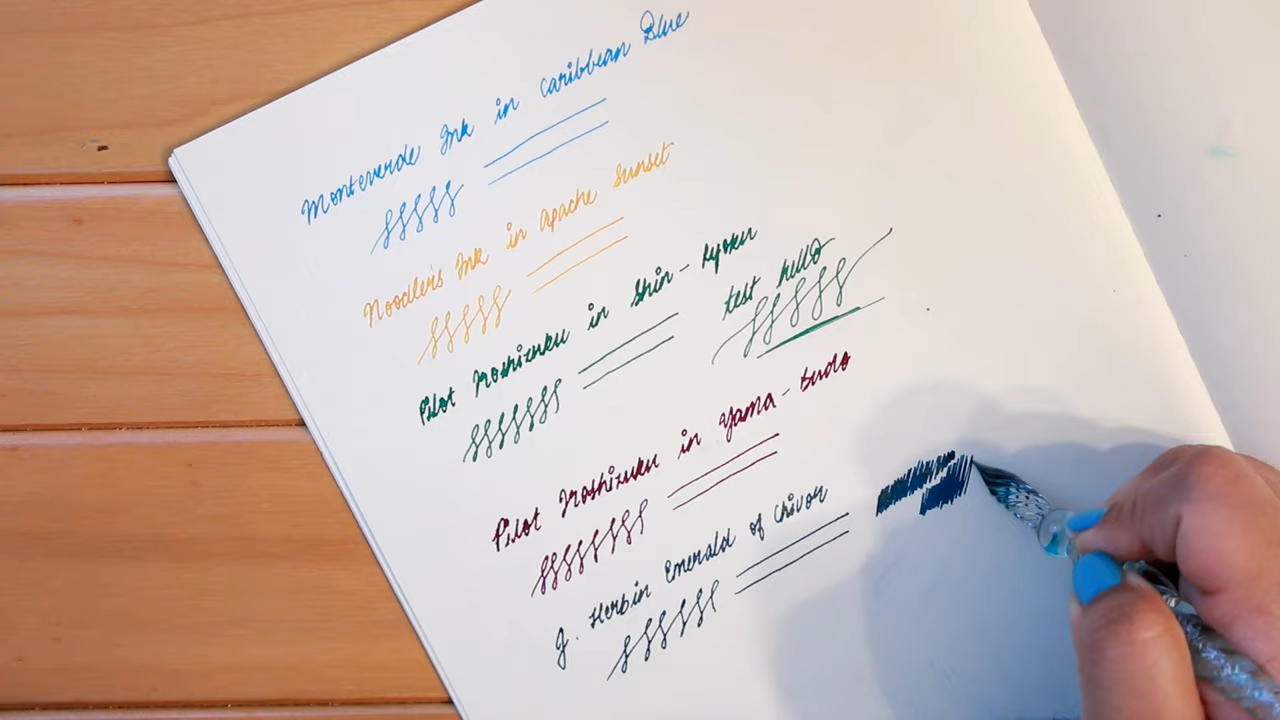 Monteverde Ink in Caribbean Blue
Noodler's Ink in Apache Sunset
Pilot Iroshizuku in Shin-Ryoku
test hello
Pilot Iroshizuku in Yama-Budo
J. Herbin Emerald of Chivor